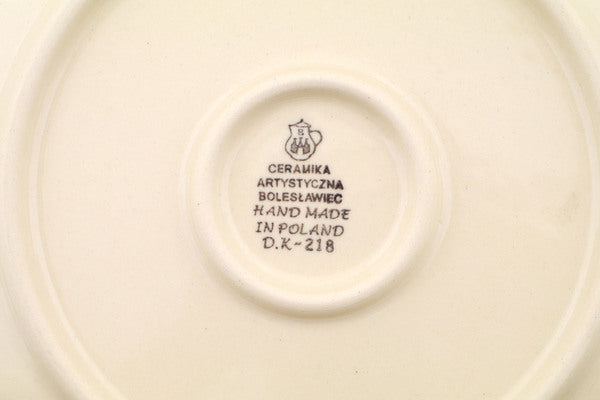 S
CERAMIKA
ARTYSTYCZNA
BOLESŁAWIEC
HAND MADE
IN POLAND
D.K-218